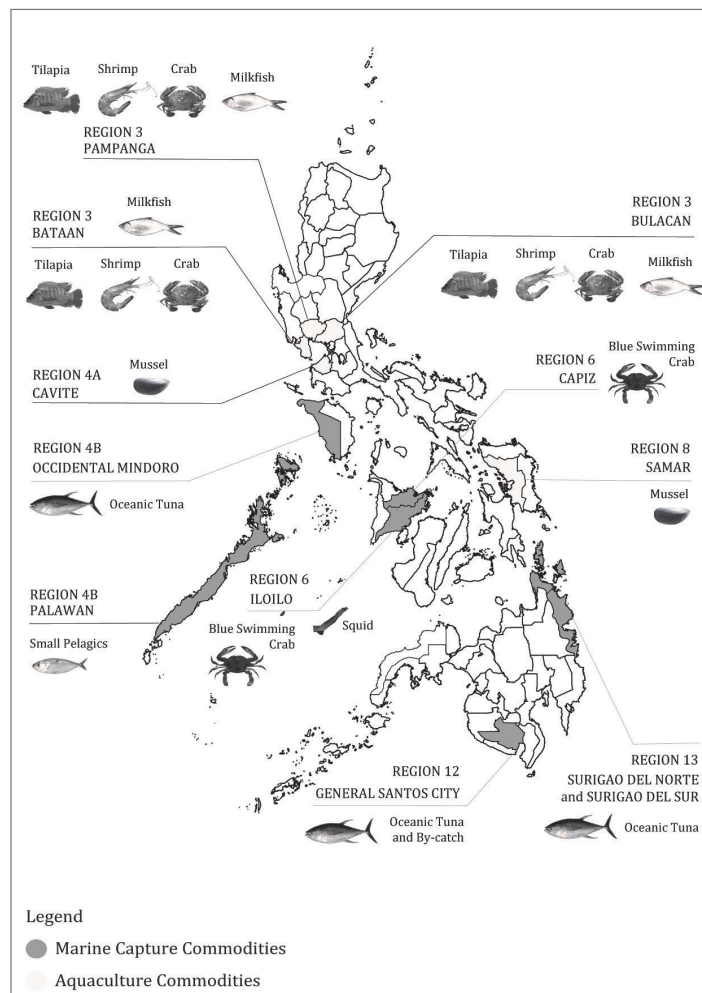 Tilapia
Shrimp
Crab
Milkfish
REGION 3
PAMPANGA
REGION 3
BATAAN
Milkfish
Tilapia
Shrimp
Crab
REGION 3
BULACAN
Tilapia
Shrimp
Crab
Milkfish
REGION 4A
CAVITE
Mussel
REGION 6
CAPIZ
Blue Swimming
Crab
REGION 4B
OCCIDENTAL MINDORO
Oceanic Tuna
REGION 8
SAMAR
Mussel
REGION 4B
PALAWAN
Small Pelagics
REGION 6
ILOILO
Blue Swimming
Crab
Squid
REGION 12
GENERAL SANTOS CITY
Oceanic Tuna
and By-catch
REGION 13
SURIGAO DEL NORTE
and SURIGAO DEL SUR
Oceanic Tuna
Legend
Marine Capture Commodities
Aquaculture Commodities